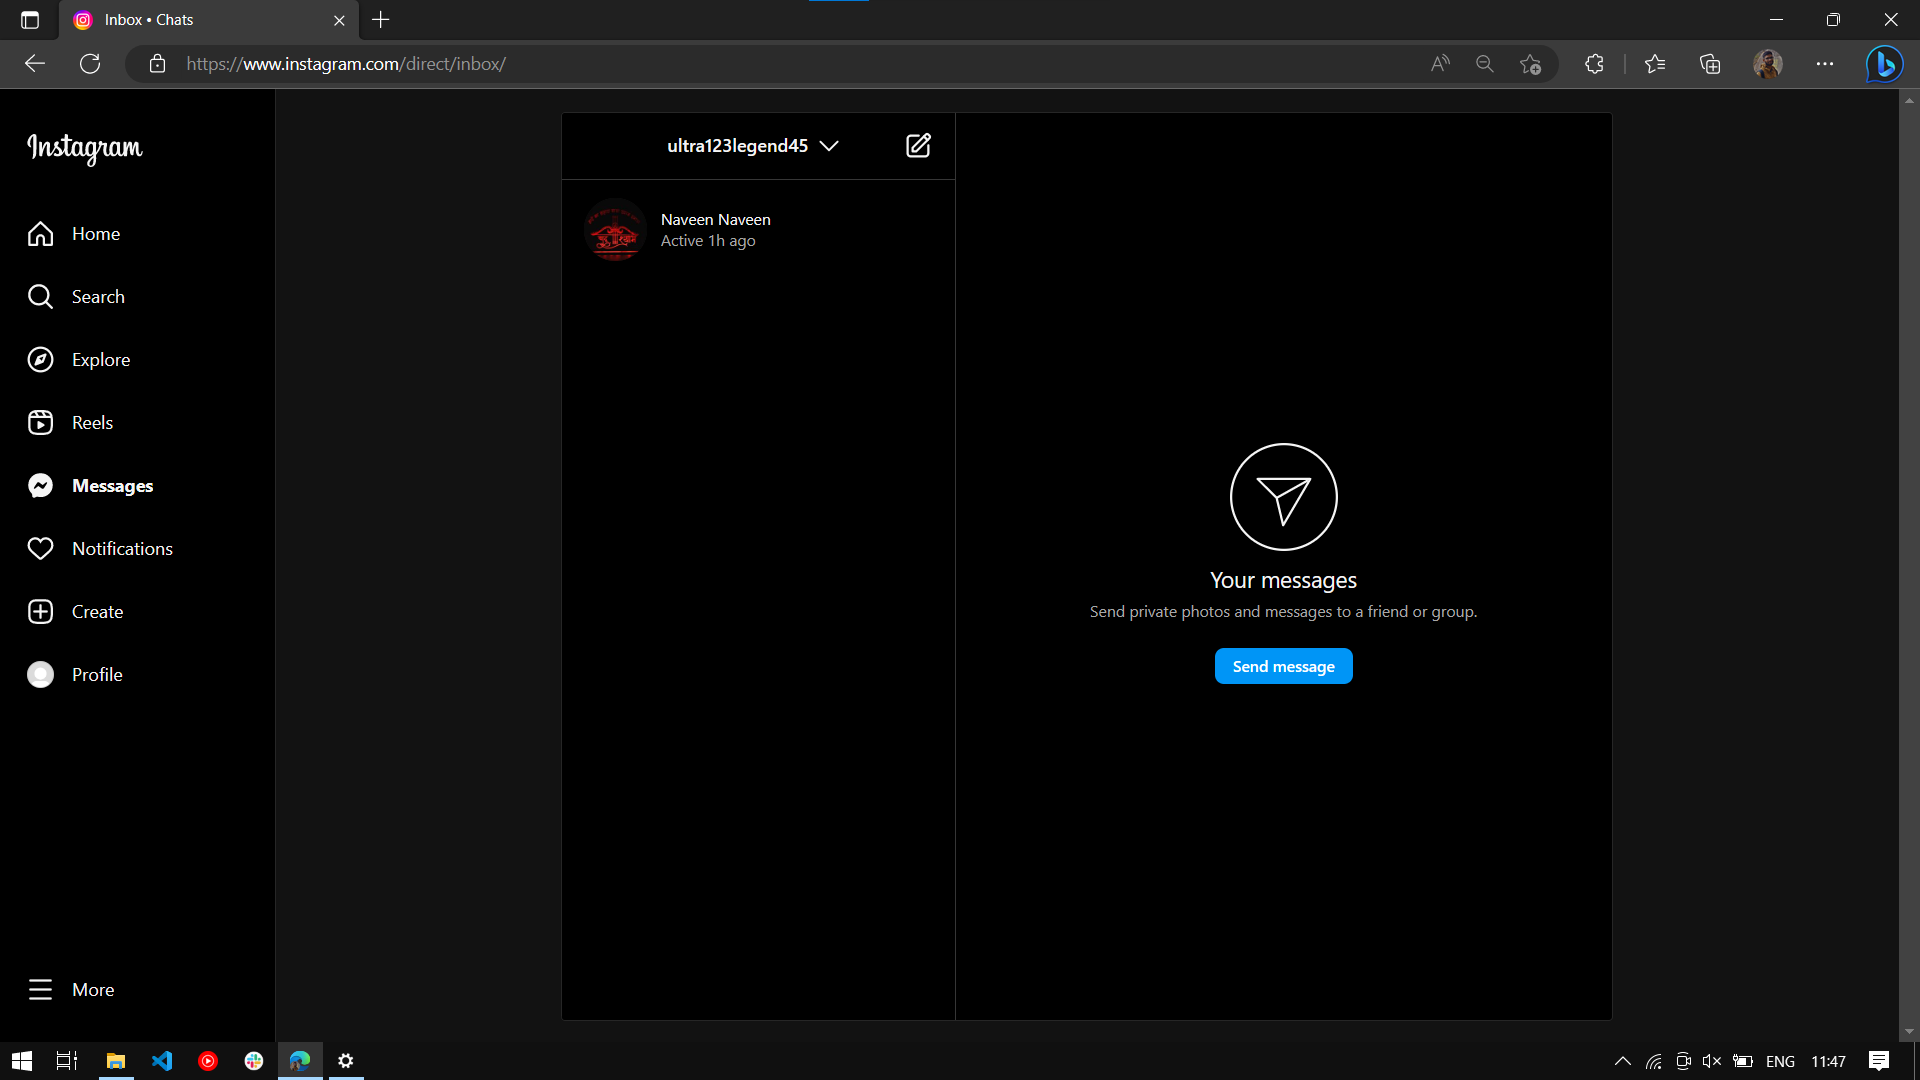 Inbox • Chats
https://www.instagram.com/direct/inbox/
Instagram
Home
Search
Explore
Reels
Messages
Notifications
Create
Profile
More
ultra123legend45
Naveen Naveen
Active 1h ago
Your messages
Send private photos and messages to a friend or group.
Send message
ENG
11:47